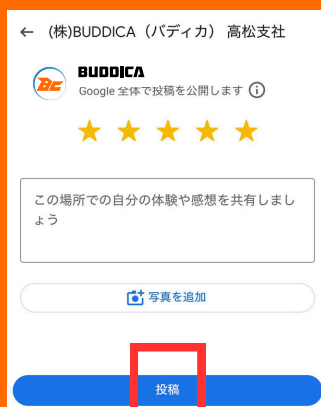 ← (株)BUDDICA（バディカ） 高松支社
BUDDICA
BC
Google 全体で投稿を公開します
この場所での自分の体験や感想を共有しまし
ょう
写真を追加
投稿